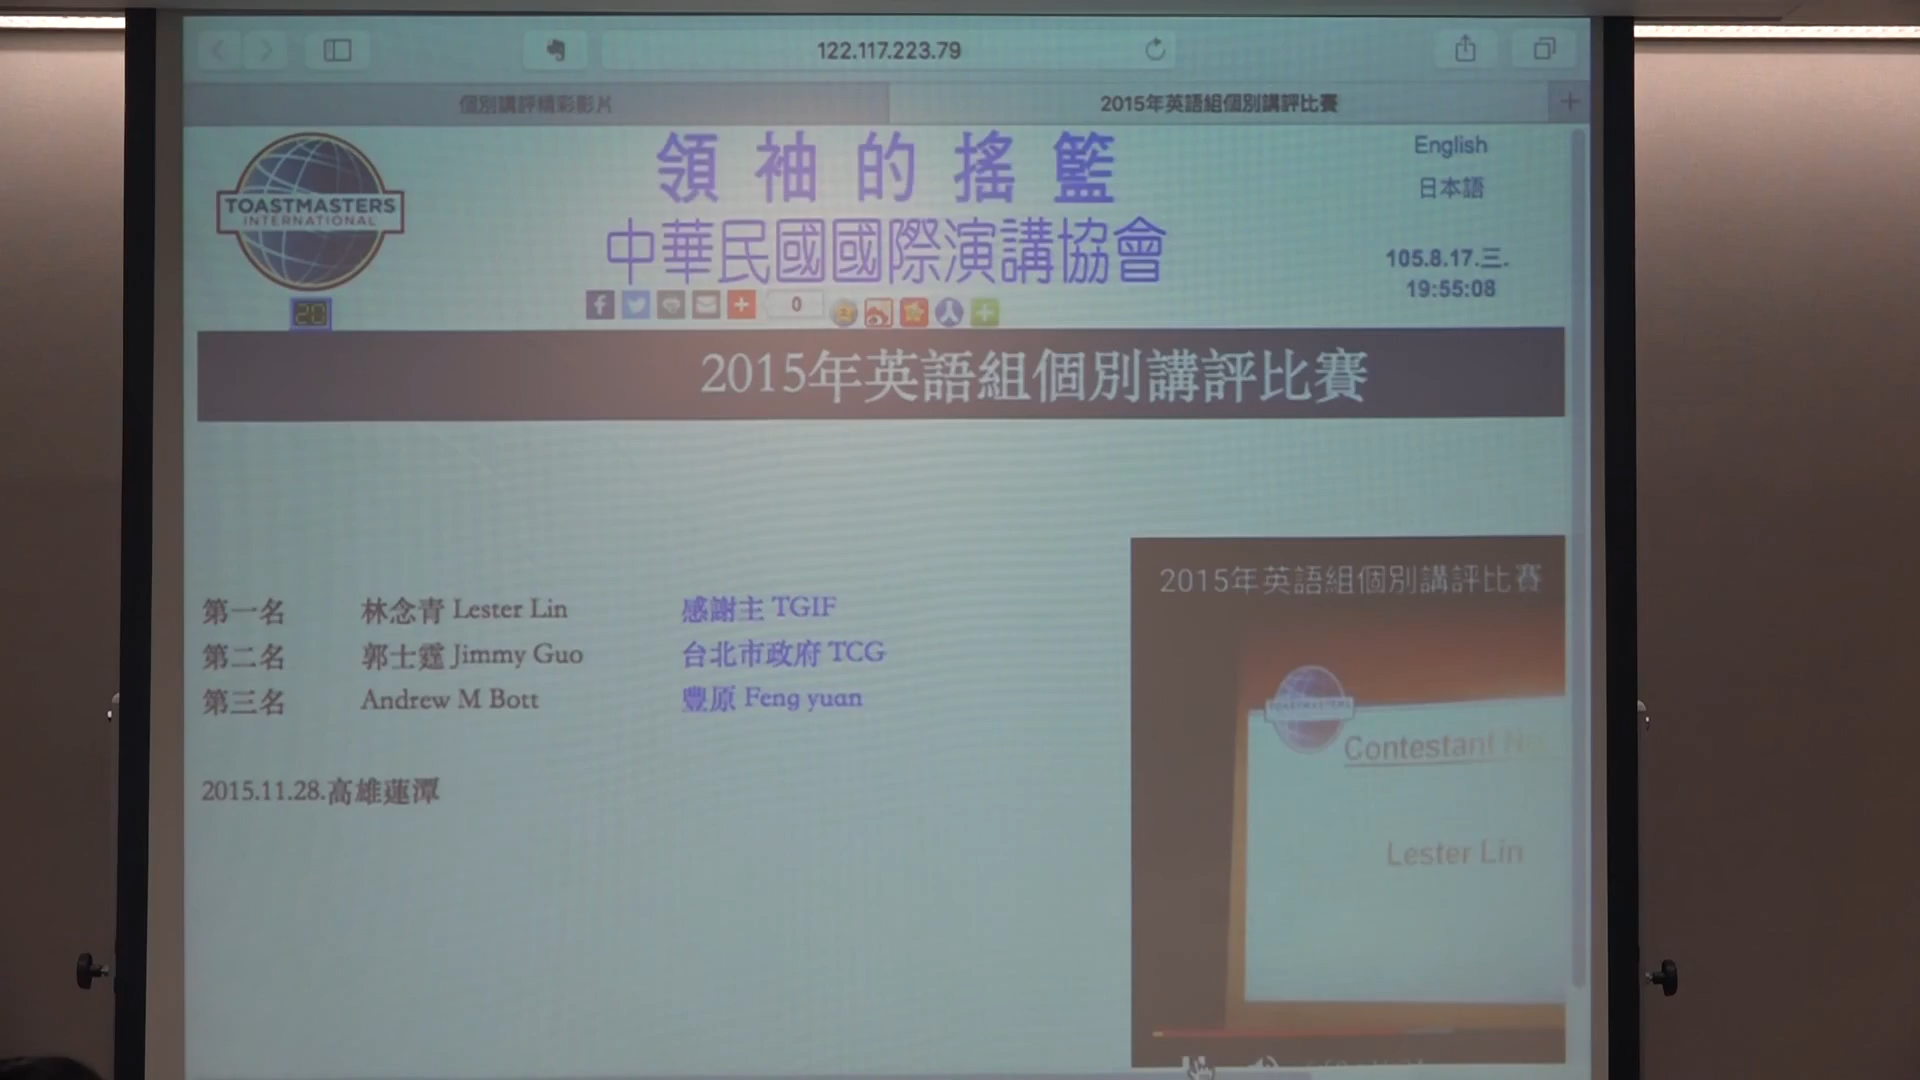 122.117.223.79
個別講評精彩影片
2015年英語組個別講評比賽
TOASTMASTERS
INTERNATIONAL
領袖的搖籃
中華民國國際演講協會
English
日本語
105.8.17.三.
19:55:08
0
20
2015年英語組個別講評比賽
第一名 林念青 Lester Lin 感謝主 TGIF
第二名 郭士霆 Jimmy Guo 台北市政府 TCG
第三名 Andrew M Bott 豐原 Feng yuan
2015.11.28.高雄蓮潭
2015年英語組個別講評比賽
TOASTMASTERS
Contestant No
Lester Lin